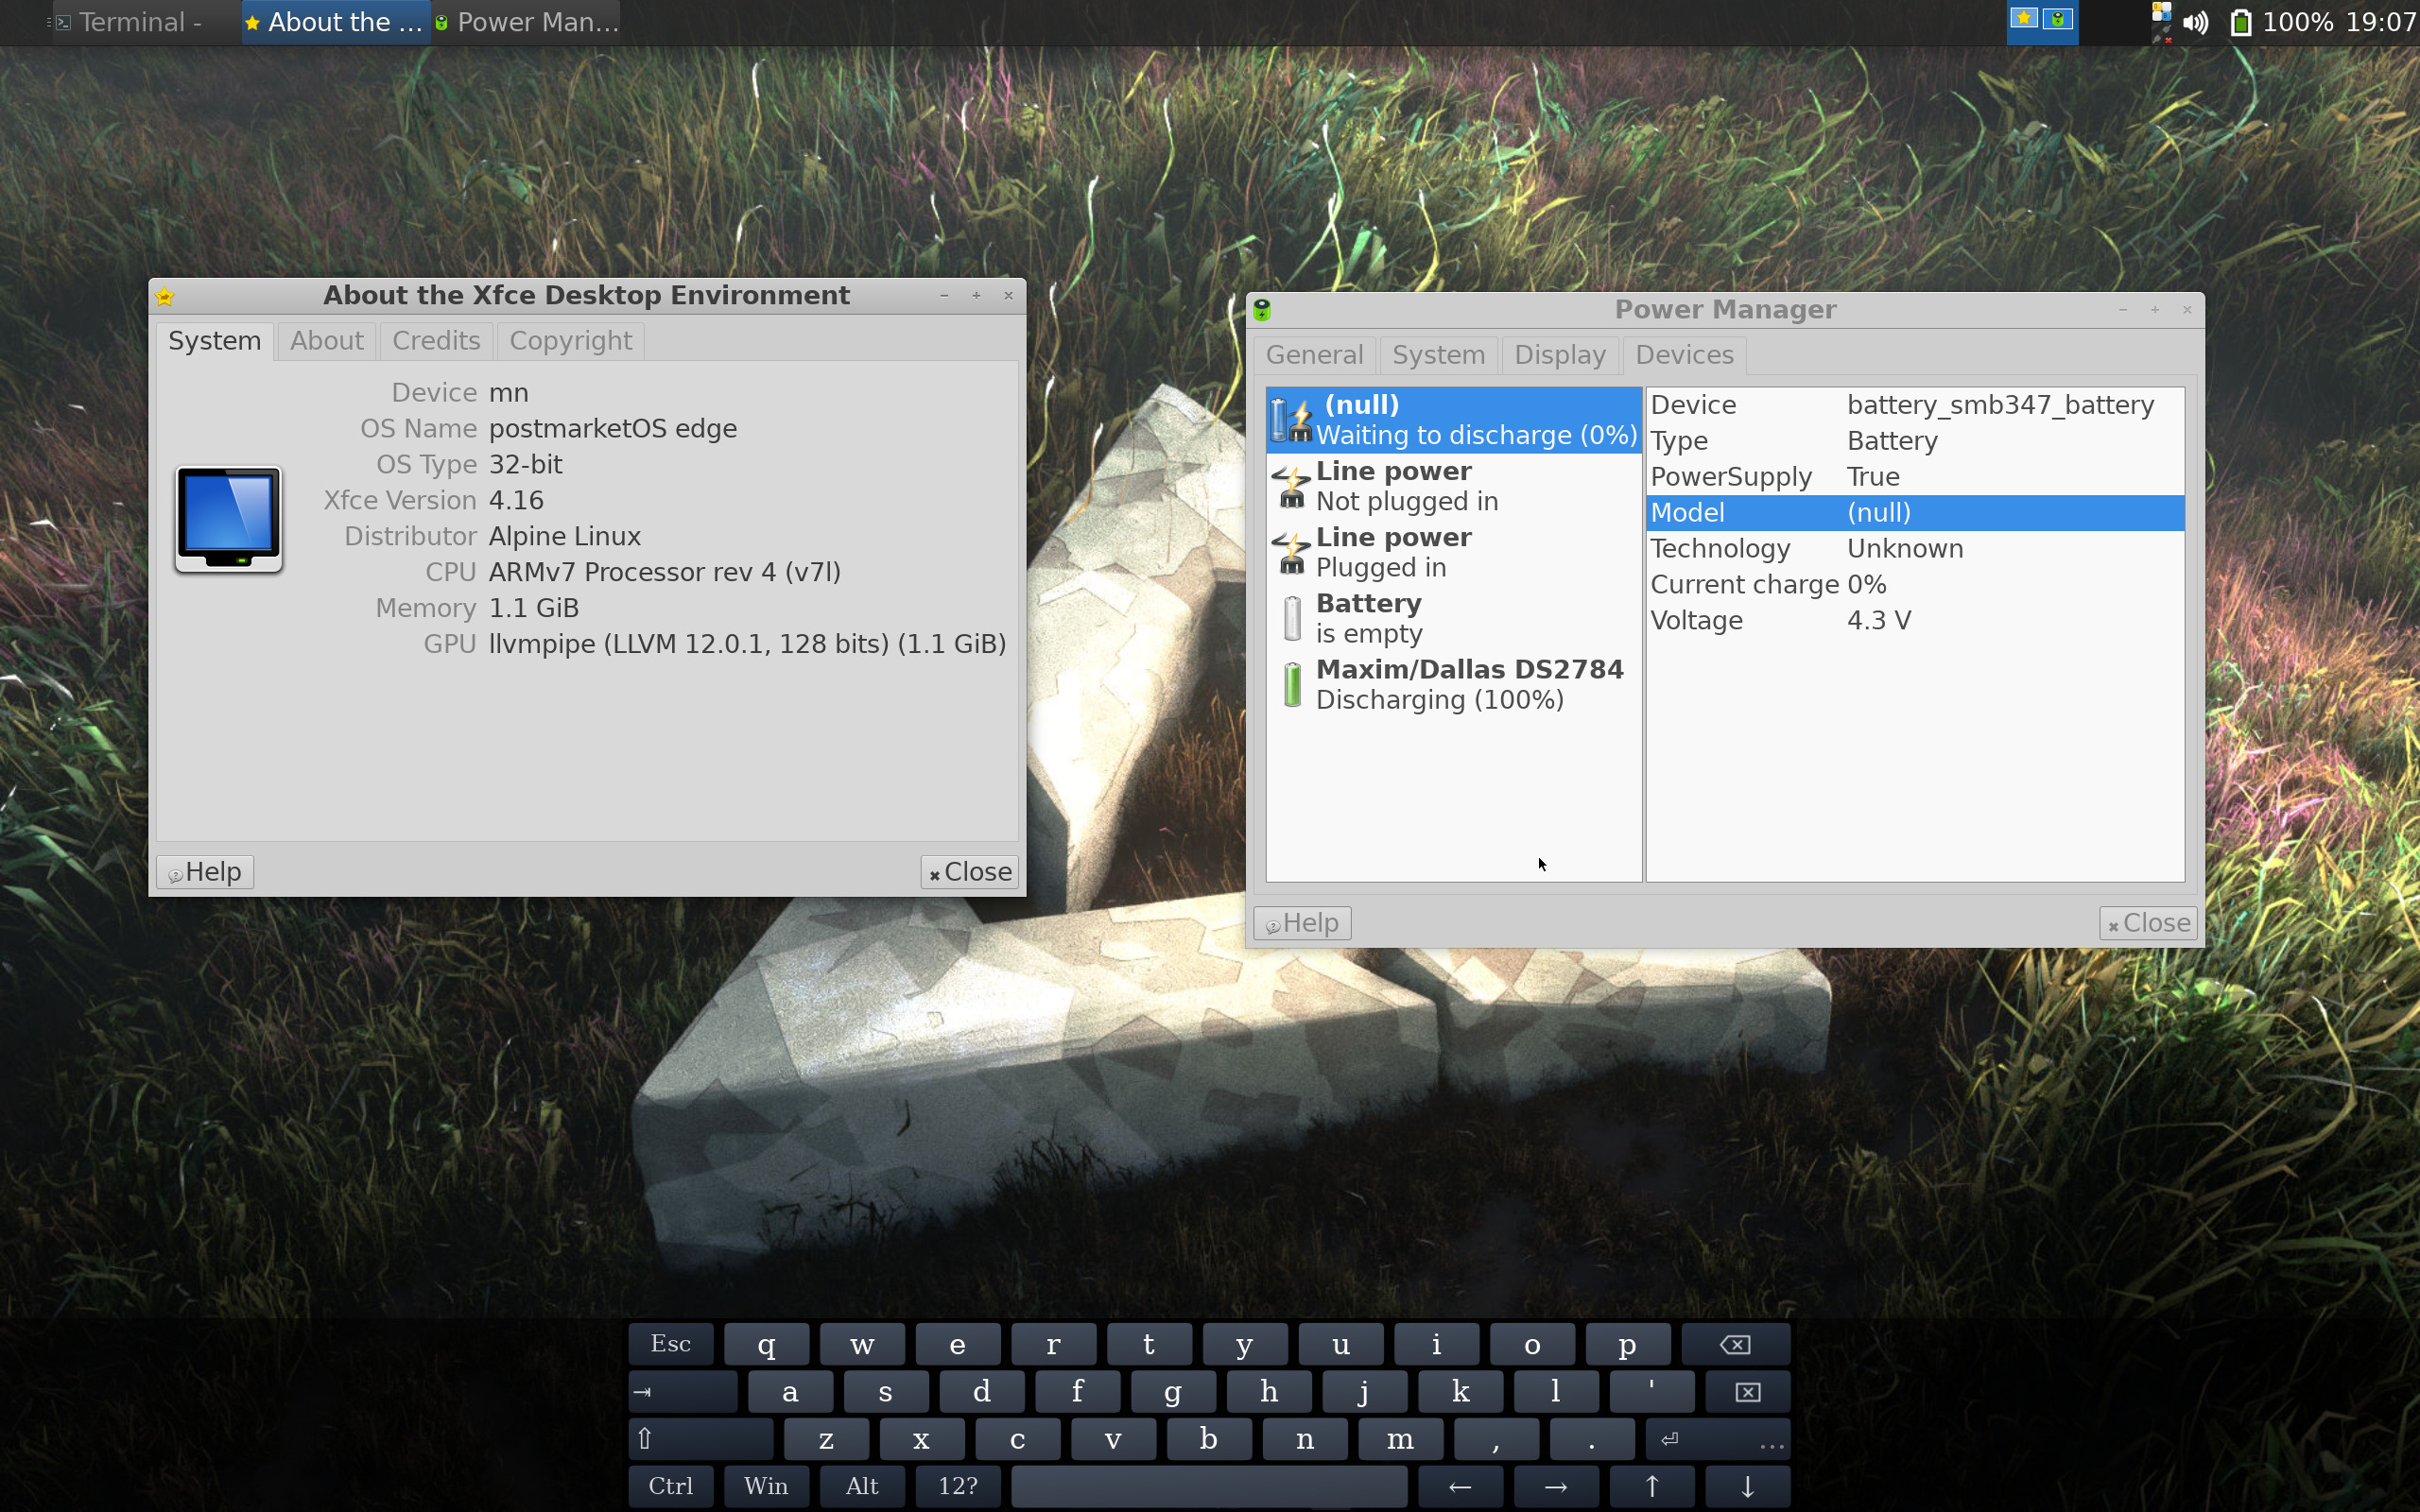 Terminal -
About the ...
Power Man...
100% 19:07
About the Xfce Desktop Environment
System About Credits Copyright
Device mn
OS Name postmarketOS edge
OS Type 32-bit
Xfce Version 4.16
Distributor Alpine Linux
CPU ARMv7 Processor rev 4 (v7l)
Memory 1.1 GiB
GPU llvmpipe (LLVM 12.0.1, 128 bits) (1.1 GiB)
Help Close
Power Manager
General System Display Devices
(null)
Waiting to discharge (0%)
Line power
Not plugged in
Line power
Plugged in
Battery
is empty
Maxim/Dallas DS2784
Discharging (100%)
Device battery_smb347_battery
Type Battery
PowerSupply True
Model (null)
Technology Unknown
Current charge 0%
Voltage 4.3 V
Help Close
Esc q w e r t y u i o p
a s d f g h j k l '
z x c v b n m , . ...
Ctrl Win Alt 12? ← → ↑ ↓